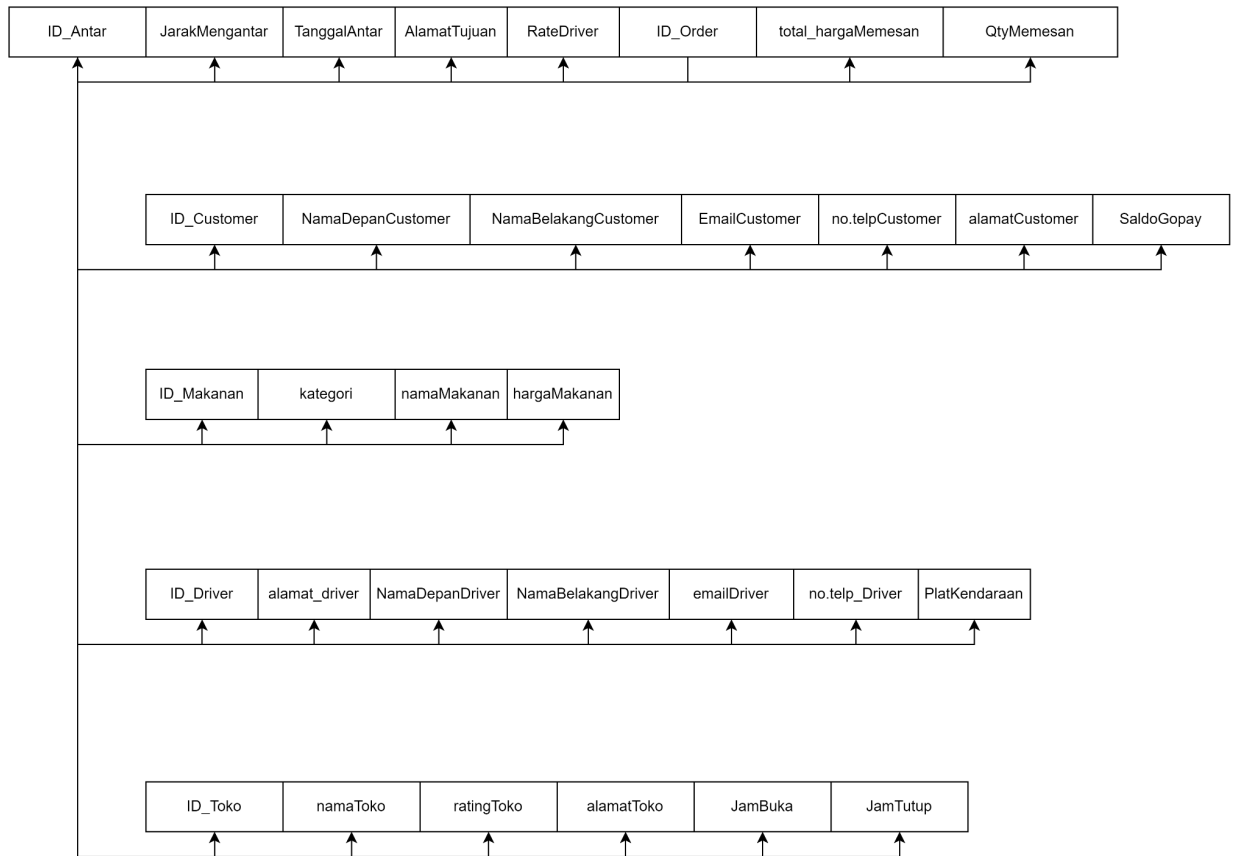 ID_Antar JarakMengantar TanggalAntar AlamatTujuan RateDriver ID_Order total_hargaMemesan QtyMemesan
ID_Customer NamaDepanCustomer NamaBelakangCustomer EmailCustomer no.telpCustomer alamatCustomer SaldoGopay
ID_Makanan kategori namaMakanan hargaMakanan
ID_Driver alamat_driver NamaDepanDriver NamaBelakangDriver emailDriver no.telp_Driver PlatKendaraan
ID_Toko namaToko ratingToko alamatToko JamBuka JamTutup